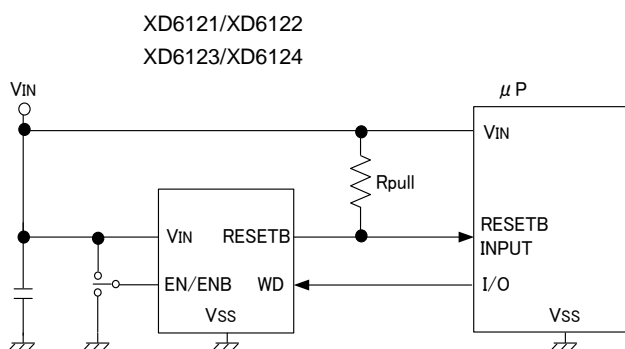 XD6121/XD6122
XD6123/XD6124
VIN
μP
VIN
Rpull
VIN
RESETB
RESETB
INPUT
EN/ENB
WD
I/O
VSS
VSS